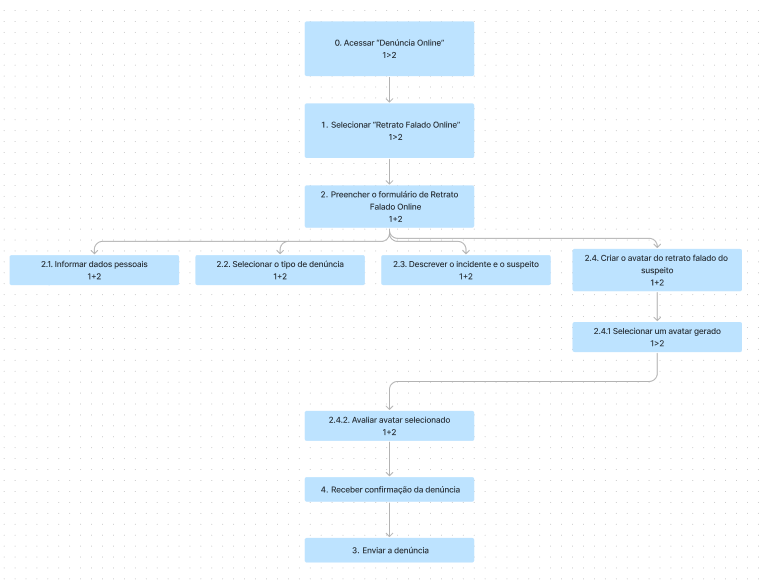 0. Acessar "Denúncia Online"
1>2
1. Selecionar "Retrato Falado Online"
1>2
2. Preencher o formulário de Retrato
Falado Online
1+2
2.1. Informar dados pessoais
1+2
2.2. Selecionar o tipo de denúncia
1+2
2.3. Descrever o incidente e o suspeito
1+2
2.4. Criar o avatar do retrato falado do
suspeito
1+2
2.4.1 Selecionar um avatar gerado
1>2
2.4.2. Avaliar avatar selecionado
1+2
4. Receber confirmação da denúncia
3. Enviar a denúncia